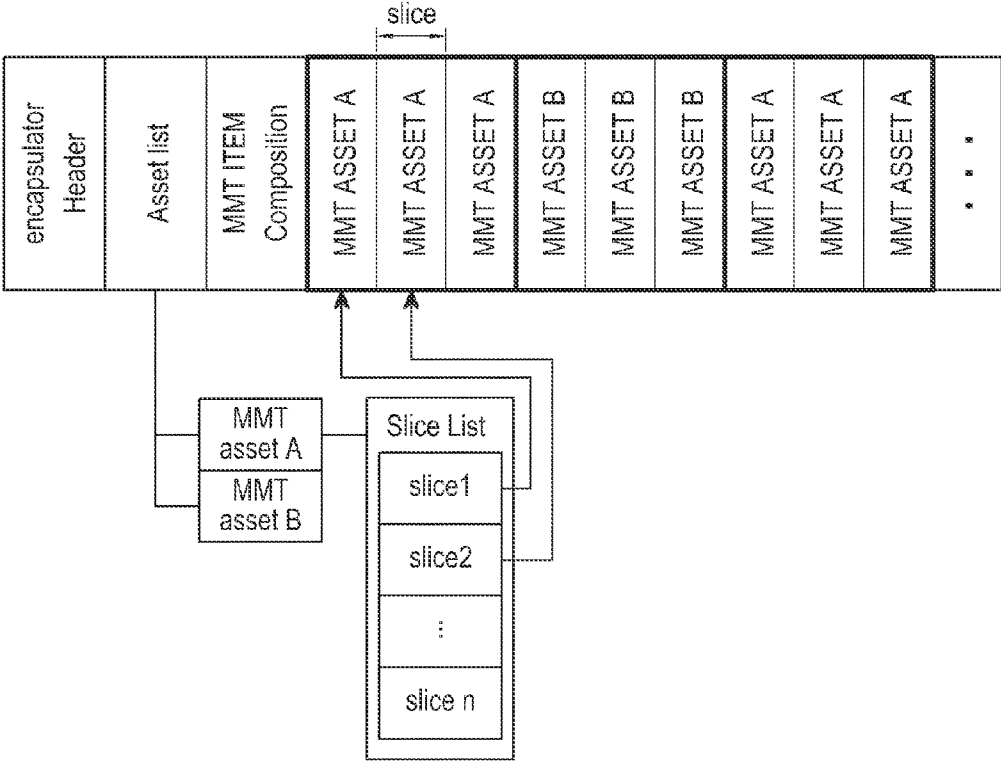 slice
encapsulator
Header
Asset list
MMT ITEM
Composition
MMT ASSET A
MMT ASSET A
MMT ASSET A
MMT ASSET B
MMT ASSET B
MMT ASSET B
MMT ASSET A
MMT ASSET A
MMT ASSET A
...
MMT
asset A
MMT
asset B
Slice List
slice1
slice2
...
slice n